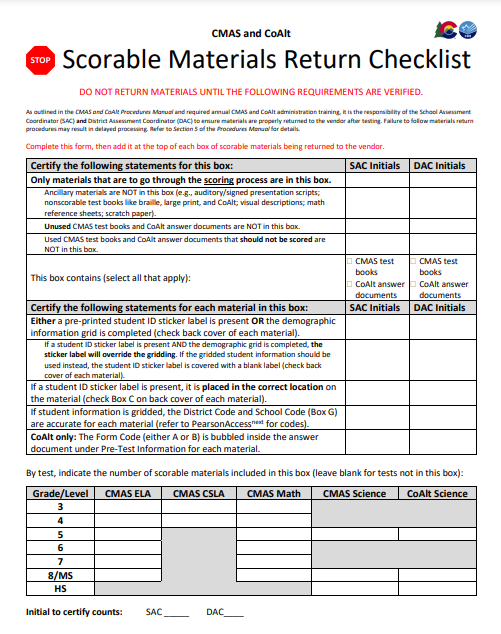 CMAS and CoAlt
STOP
Scorable Materials Return Checklist
DO NOT RETURN MATERIALS UNTIL THE FOLLOWING REQUIREMENTS ARE VERIFIED.
As outlined in the CMAS and CoAlt Procedures Manual and required annual CMAS and CoAlt administration training, it is the responsibility of the School Assessment
Coordinator (SAC) and District Assessment Coordinator (DAC) to ensure materials are properly returned to the vendor after testing. Failure to follow materials return
procedures may result in delayed processing. Refer to Section 5 of the Procedures Manual for details.
Complete this form, then add it at the top of each box of scorable materials being returned to the vendor.
Certify the following statements for this box: SAC Initials DAC Initials
Only materials that are to go through the scoring process are in this box.
Ancillary materials are NOT in this box (e.g., auditory/signed presentation scripts;
nonscorable test books like braille, large print, and CoAlt; visual descriptions; math
reference sheets; scratch paper).
Unused CMAS test books and CoAlt answer documents are NOT in this box.
Used CMAS test books and CoAlt answer documents that should not be scored are
NOT in this box.
This box contains (select all that apply):
CMAS test
books
CoAlt answer
documents
CMAS test
books
CoAlt answer
documents
Certify the following statements for each material in this box: SAC Initials DAC Initials
Either a pre-printed student ID sticker label is present OR the demographic
information grid is completed (check back cover of each material).
If a student ID sticker label is present AND the demographic grid is completed, the
sticker label will override the gridding. If the gridded student information should be
used instead, the student ID sticker label is covered with a blank label (check back
cover of each material).
If a student ID sticker label is present, it is placed in the correct location on
the material (check Box C on back cover of each material).
If student information is gridded, the District Code and School Code (Box G)
are accurate for each material (refer to PearsonAccessnext for codes).
CoAlt only: The Form Code (either A or B) is bubbled inside the answer
document under Pre-Test Information for each material.
By test, indicate the number of scorable materials included in this box (leave blank for tests not in this box):
Grade/Level CMAS ELA CMAS CSLA CMAS Math CMAS Science CoAlt Science
3
4
5
6
7
8/MS
HS
Initial to certify counts: SAC _____ DAC____